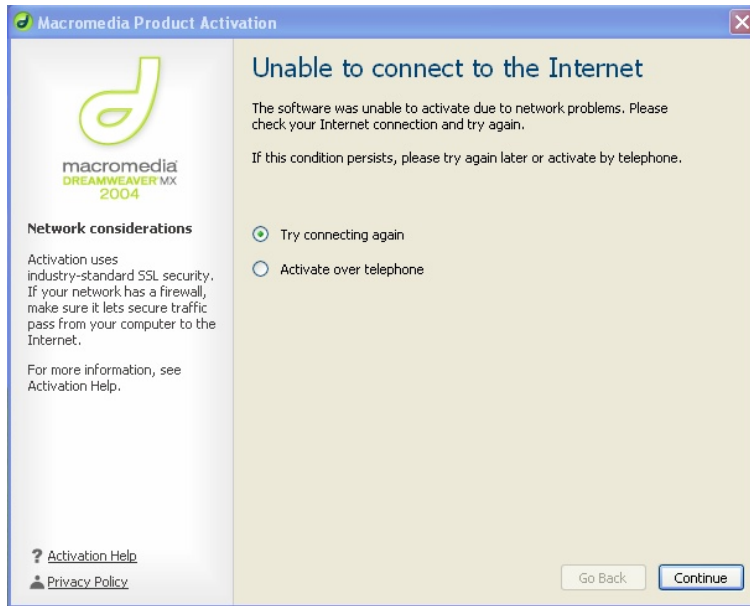 Macromedia Product Activation
macromedia
DREAMWEAVER MX
2004
Network considerations
Activation uses
industry-standard SSL security.
If your network has a firewall,
make sure it lets secure traffic
pass from your computer to the
Internet.
For more information, see
Activation Help.
? Activation Help
Privacy Policy
Unable to connect to the Internet
The software was unable to activate due to network problems. Please
check your Internet connection and try again.
If this condition persists, please try again later or activate by telephone.
Try connecting again
Activate over telephone
Go Back
Continue